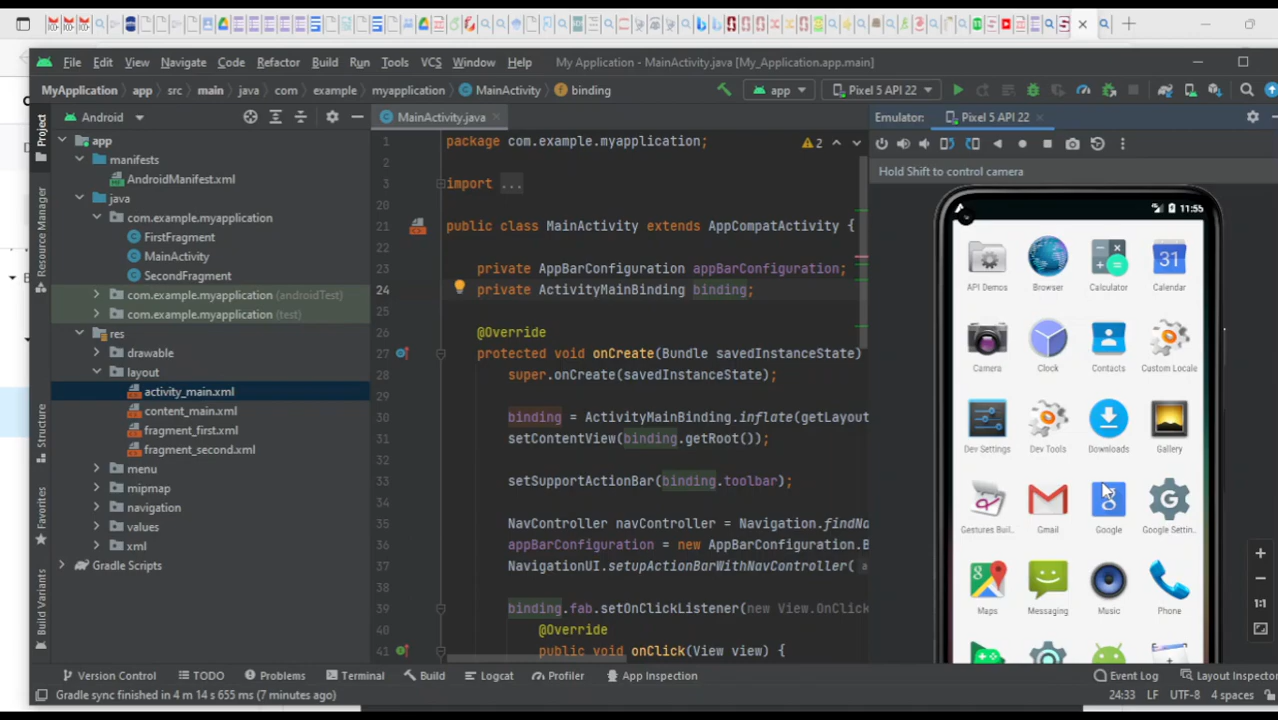 File Edit View Navigate Code Refactor Build Run Tools VCS Window Help My Application - MainActivity.java [My_Application.app.main]
MyApplication app src main java com example myapplication MainActivity binding app Pixel 5 API 22
Android MainActivity.java Emulator: Pixel 5 API 22
Project
Resource Manager
Structure
Favorites
Build Variants
app
manifests
AndroidManifest.xml
java
com.example.myapplication
FirstFragment
MainActivity
SecondFragment
com.example.myapplication (androidTest)
com.example.myapplication (test)
res
drawable
layout
activity_main.xml
content_main.xml
fragment_first.xml
fragment_second.xml
menu
mipmap
navigation
values
xml
Gradle Scripts
1 package com.example.myapplication; 2
2
3 import ...
20
21 public class MainActivity extends AppCompatActivity {
22
23 private AppBarConfiguration appBarConfiguration;
24 private ActivityMainBinding binding;
25
26 @Override
27 protected void onCreate(Bundle savedInstanceState)
28 super.onCreate(savedInstanceState);
29
30 binding = ActivityMainBinding.inflate(getLayout
31 setContentView(binding.getRoot());
32
33 setSupportActionBar(binding.toolbar);
34
35 NavController navController = Navigation.findNa
36 appBarConfiguration = new AppBarConfiguration.B
37 NavigationUI.setupActionBarWithNavController(
38
39 binding.fab.setOnClickListener(new View.OnClick
40 @Override
41 public void onClick(View view) {
Hold Shift to control camera
11:55
API Demos Browser Calculator Calendar
31
Camera Clock Contacts Custom Locale
Dev Settings Dev Tools Downloads Gallery
Gestures Buil.. Gmail Google Google Settin..
Maps Messaging Music Phone
1:1
Version Control TODO Problems Terminal Build Logcat Profiler App Inspection Event Log Layout Inspector
Gradle sync finished in 4 m 14 s 655 ms (7 minutes ago) 24:33 LF UTF-8 4 spaces